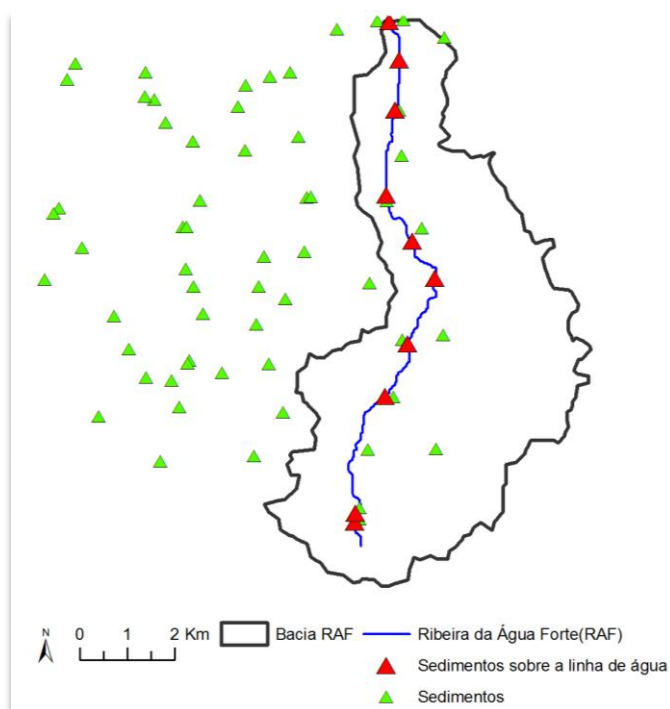 N
0 1 2 Km
Bacia RAF
Ribeira da Água Forte(RAF)
Sedimentos sobre a linha de água
Sedimentos